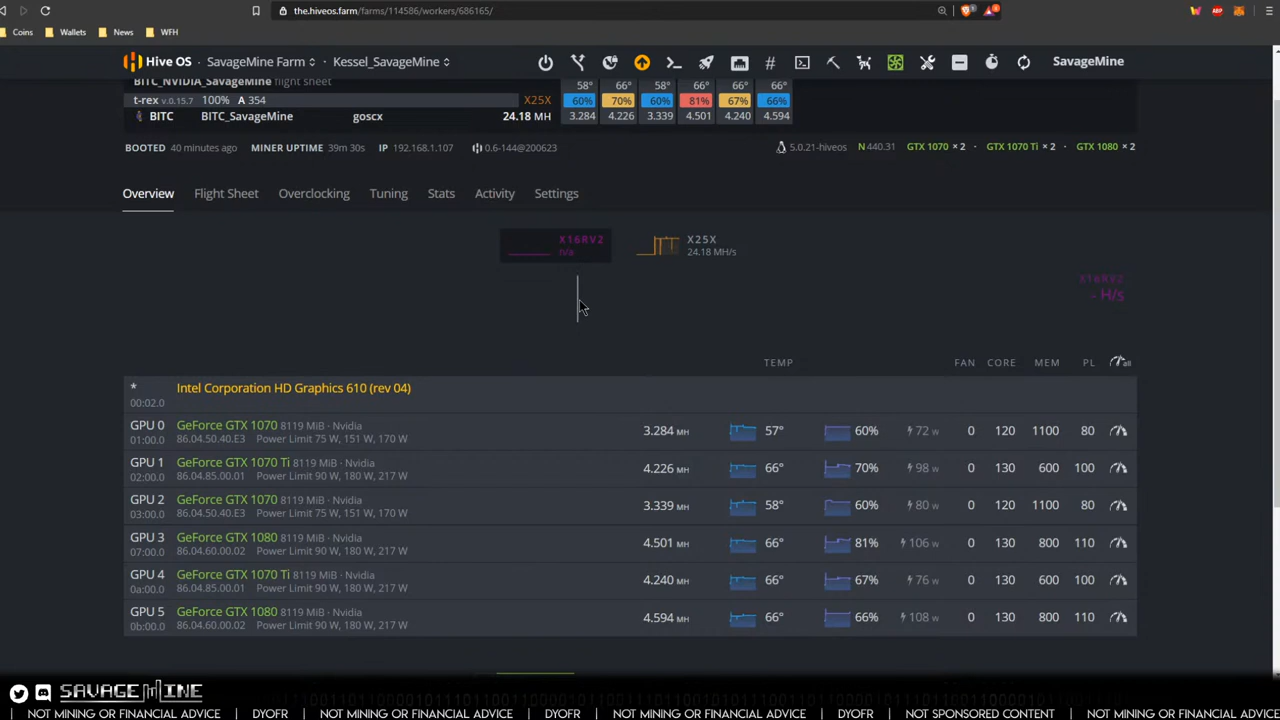 the.hiveos.farm/farms/114586/workers/686165/
Coins Wallets News WFH
Hive OS SavageMine Farm Kessel_SavageMine SavageMine
BITC_NVIDIA_SavageMine flight sheet 58° 66° 58° 66° 66° 66°
t-rex v.0.15.7 100% A 354 X25X 60% 70% 60% 81% 67% 66%
BITC BITC_SavageMine goscx 24.18 MH 3.284 4.226 3.339 4.501 4.240 4.594
BOOTED 40 minutes ago MINER UPTIME 39m 30s IP 192.168.1.107 0.6-144@200623 5.0.21-hiveos N 440.31 GTX 1070 × 2 · GTX 1070 Ti × 2 · GTX 1080 × 2
Overview Flight Sheet Overclocking Tuning Stats Activity Settings
X16RV2 X25X
n/a 24.18 MH/s
X16RV2
- H/s
TEMP FAN CORE MEM PL all
* Intel Corporation HD Graphics 610 (rev 04)
00:02.0
GPU 0 GeForce GTX 1070 8119 MiB · Nvidia 3.284 MH 57° 60% 72 W 0 120 1100 80
01:00.0 86.04.50.40.E3 Power Limit 75 W, 151 W, 170 W
GPU 1 GeForce GTX 1070 Ti 8119 MiB · Nvidia 4.226 MH 66° 70% 98 W 0 130 600 100
02:00.0 86.04.85.00.01 Power Limit 90 W, 180 W, 217 W
GPU 2 GeForce GTX 1070 8119 MiB · Nvidia 3.339 MH 58° 60% 80 W 0 120 1100 80
03:00.0 86.04.50.40.E3 Power Limit 75 W, 151 W, 170 W
GPU 3 GeForce GTX 1080 8119 MiB · Nvidia 4.501 MH 66° 81% 106 W 0 130 800 110
07:00.0 86.04.60.00.02 Power Limit 90 W, 180 W, 217 W
GPU 4 GeForce GTX 1070 Ti 8119 MiB · Nvidia 4.240 MH 66° 67% 76 W 0 130 600 100
0a:00.0 86.04.85.00.01 Power Limit 90 W, 180 W, 217 W
GPU 5 GeForce GTX 1080 8119 MiB · Nvidia 4.594 MH 66° 66% 108 W 0 130 800 110
0b:00.0 86.04.60.00.02 Power Limit 90 W, 180 W, 217 W
SAVAGEMINE
NOT MINING OR FINANCIAL ADVICE | DYOFR | NOT MINING OR FINANCIAL ADVICE | DYOFR | NOT MINING OR FINANCIAL ADVICE | DYOFR | NOT SPONSORED CONTENT | NOT MINING